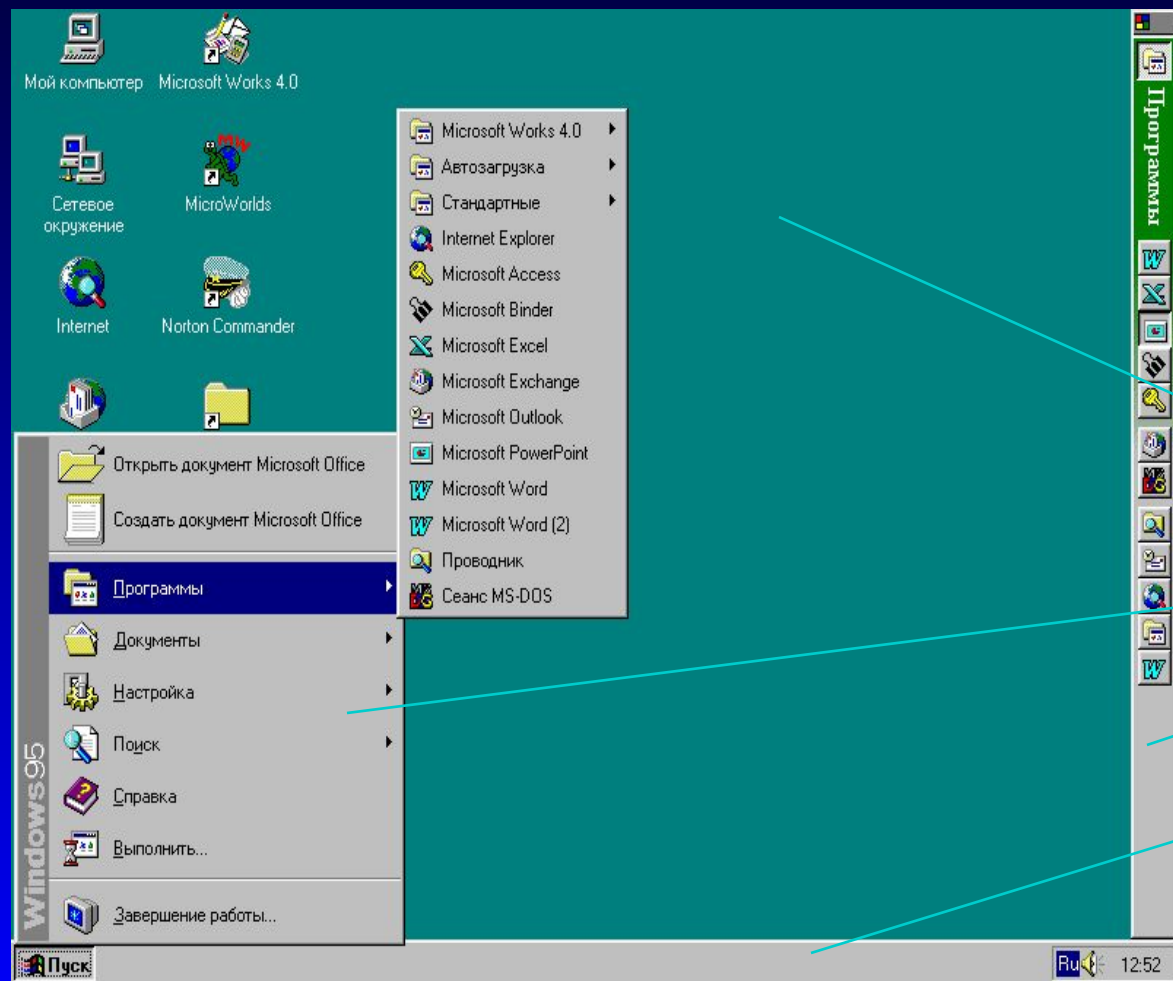 Мой компьютер
Microsoft Works 4.0
Сетевое
окружение
MicroWorlds
Internet
Norton Commander
Microsoft Works 4.0
Автозагрузка
Стандартные
Internet Explorer
Microsoft Access
Microsoft Binder
Microsoft Excel
Microsoft Exchange
Microsoft Outlook
Microsoft PowerPoint
Microsoft Word
Microsoft Word (2)
Проводник
Сеанс MS-DOS
Открыть документ Microsoft Office
Создать документ Microsoft Office
Программы
Документы
Настройка
Поиск
Справка
Выполнить...
Завершение работы...
Windows95
Программы
Пуск
Ru
12:52